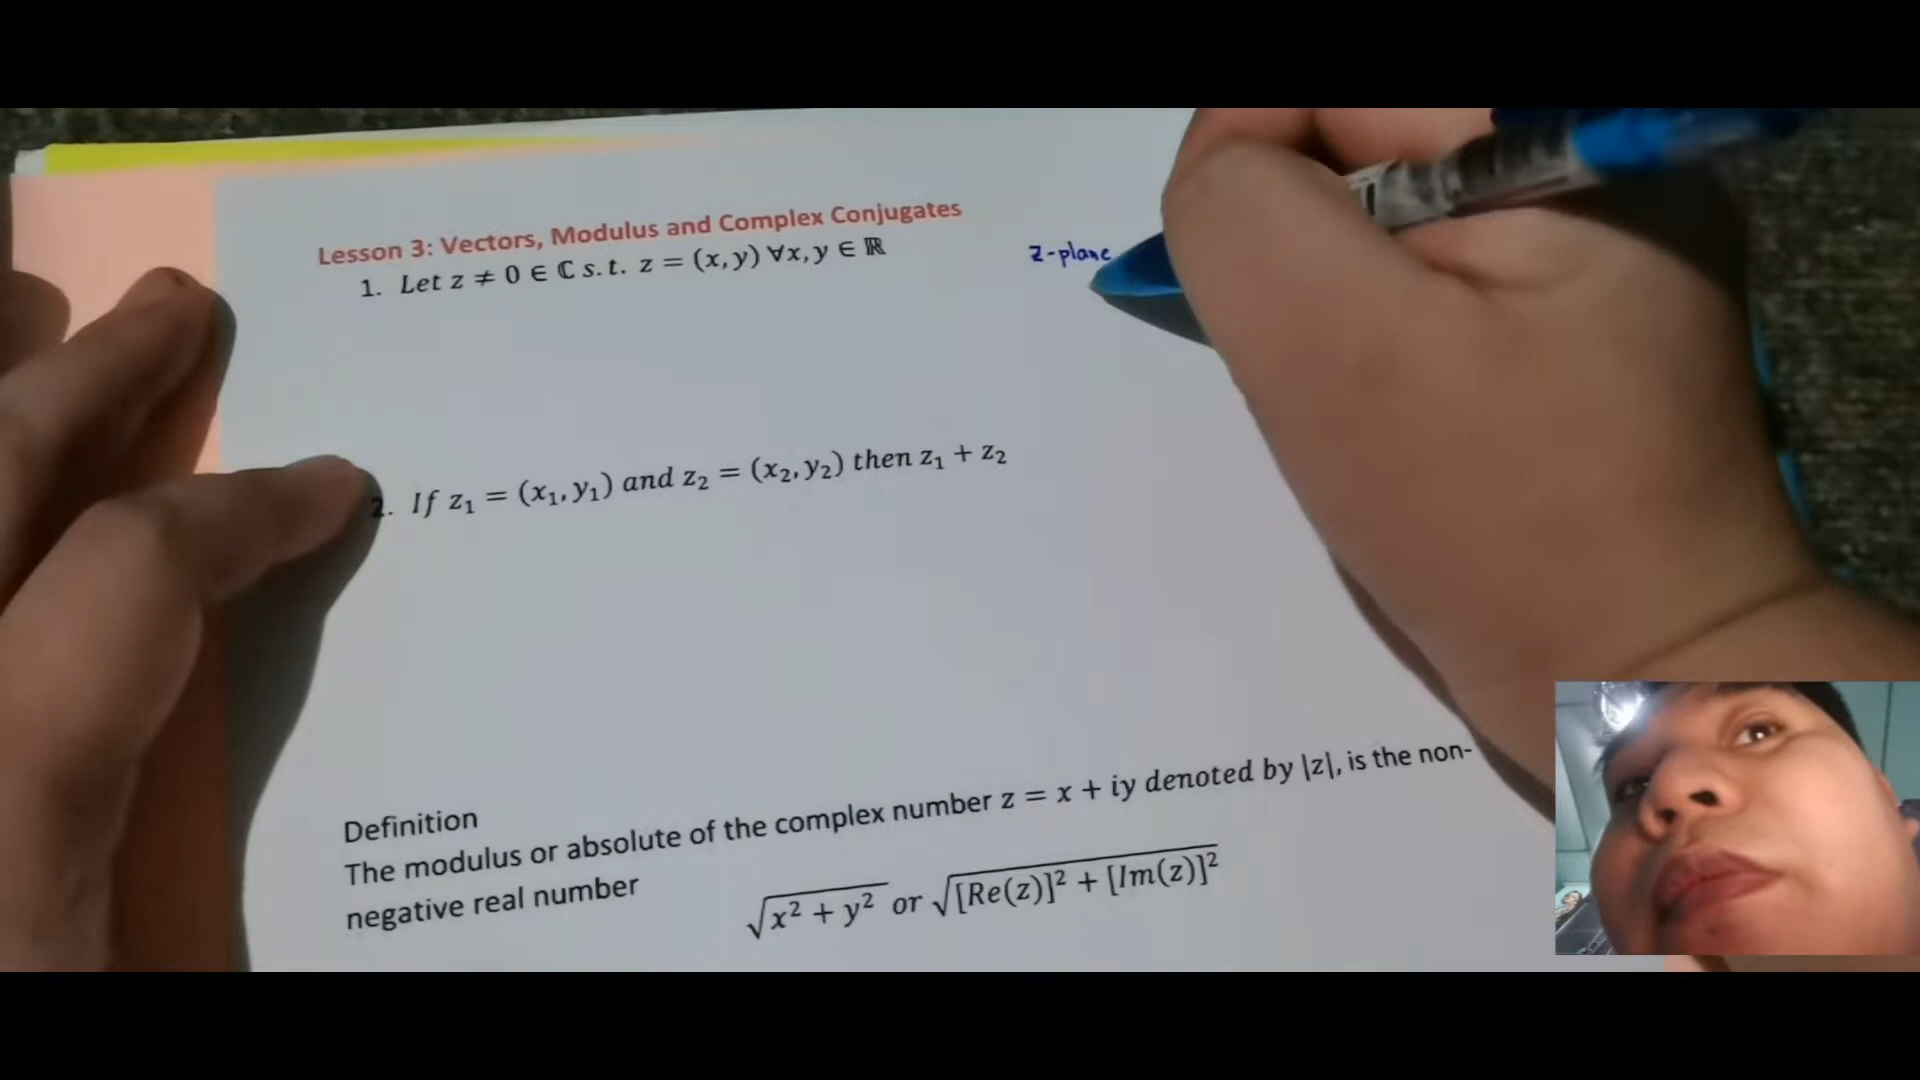 Lesson 3: Vectors, Modulus and Complex Conjugates
1. Let z ≠ 0 ∈ ℂ s.t. z = (x, y) ∀x, y ∈ ℝ
z-plane
2. If z₁ = (x₁, y₁) and z₂ = (x₂, y₂) then z₁ + z₂
Definition
The modulus or absolute of the complex number z = x + iy denoted by |z|, is the non-
negative real number
√(x² + y²) or √([Re(z)]² + [Im(z)]²)